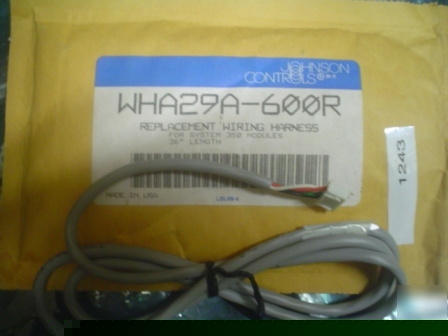 JOHNSON
CONTROLS
WHA29A-600R
REPLACEMENT WIRING HARNESS
FOR SYSTEM 350 MODULES
36" LENGTH
MADE IN USA
1243